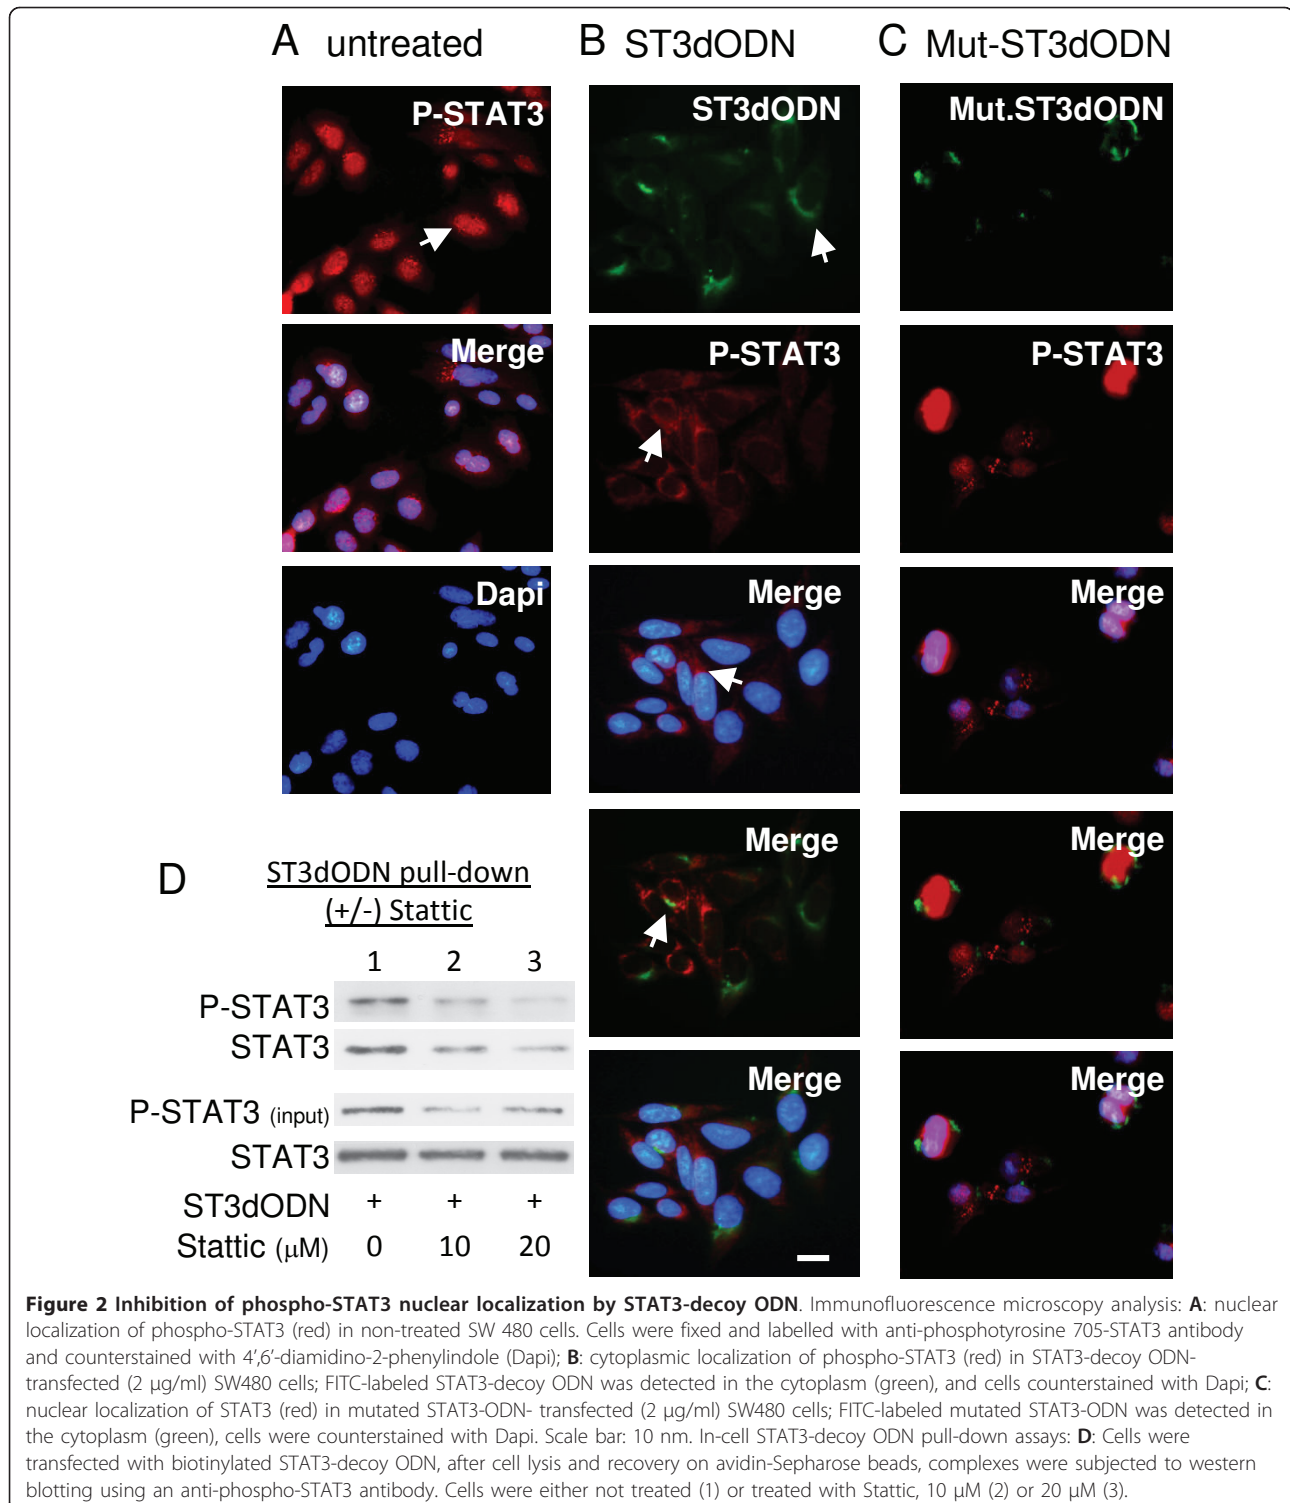 A untreated
B ST3dODN
C Mut-ST3dODN
P-STAT3
Merge
Dapi
ST3dODN
P-STAT3
Merge
Merge
Merge
Mut.ST3dODN
P-STAT3
Merge
Merge
Merge
D ST3dODN pull-down
(+/-) Stattic
1 2 3
P-STAT3
STAT3
P-STAT3 (input)
STAT3
ST3dODN + + +
Stattic (µM) 0 10 20
Figure 2 Inhibition of phospho-STAT3 nuclear localization by STAT3-decoy ODN. Immunofluorescence microscopy analysis: A: nuclear
localization of phospho-STAT3 (red) in non-treated SW 480 cells. Cells were fixed and labelled with anti-phosphotyrosine 705-STAT3 antibody
and counterstained with 4′,6′-diamidino-2-phenylindole (Dapi); B: cytoplasmic localization of phospho-STAT3 (red) in STAT3-decoy ODN-
transfected (2 µg/ml) SW480 cells; FITC-labeled STAT3-decoy ODN was detected in the cytoplasm (green), and cells counterstained with Dapi; C:
nuclear localization of STAT3 (red) in mutated STAT3-ODN- transfected (2 µg/ml) SW480 cells; FITC-labeled mutated STAT3-ODN was detected in
the cytoplasm (green), cells were counterstained with Dapi. Scale bar: 10 nm. In-cell STAT3-decoy ODN pull-down assays: D: Cells were
transfected with biotinylated STAT3-decoy ODN, after cell lysis and recovery on avidin-Sepharose beads, complexes were subjected to western
blotting using an anti-phospho-STAT3 antibody. Cells were either not treated (1) or treated with Stattic, 10 µM (2) or 20 µM (3).